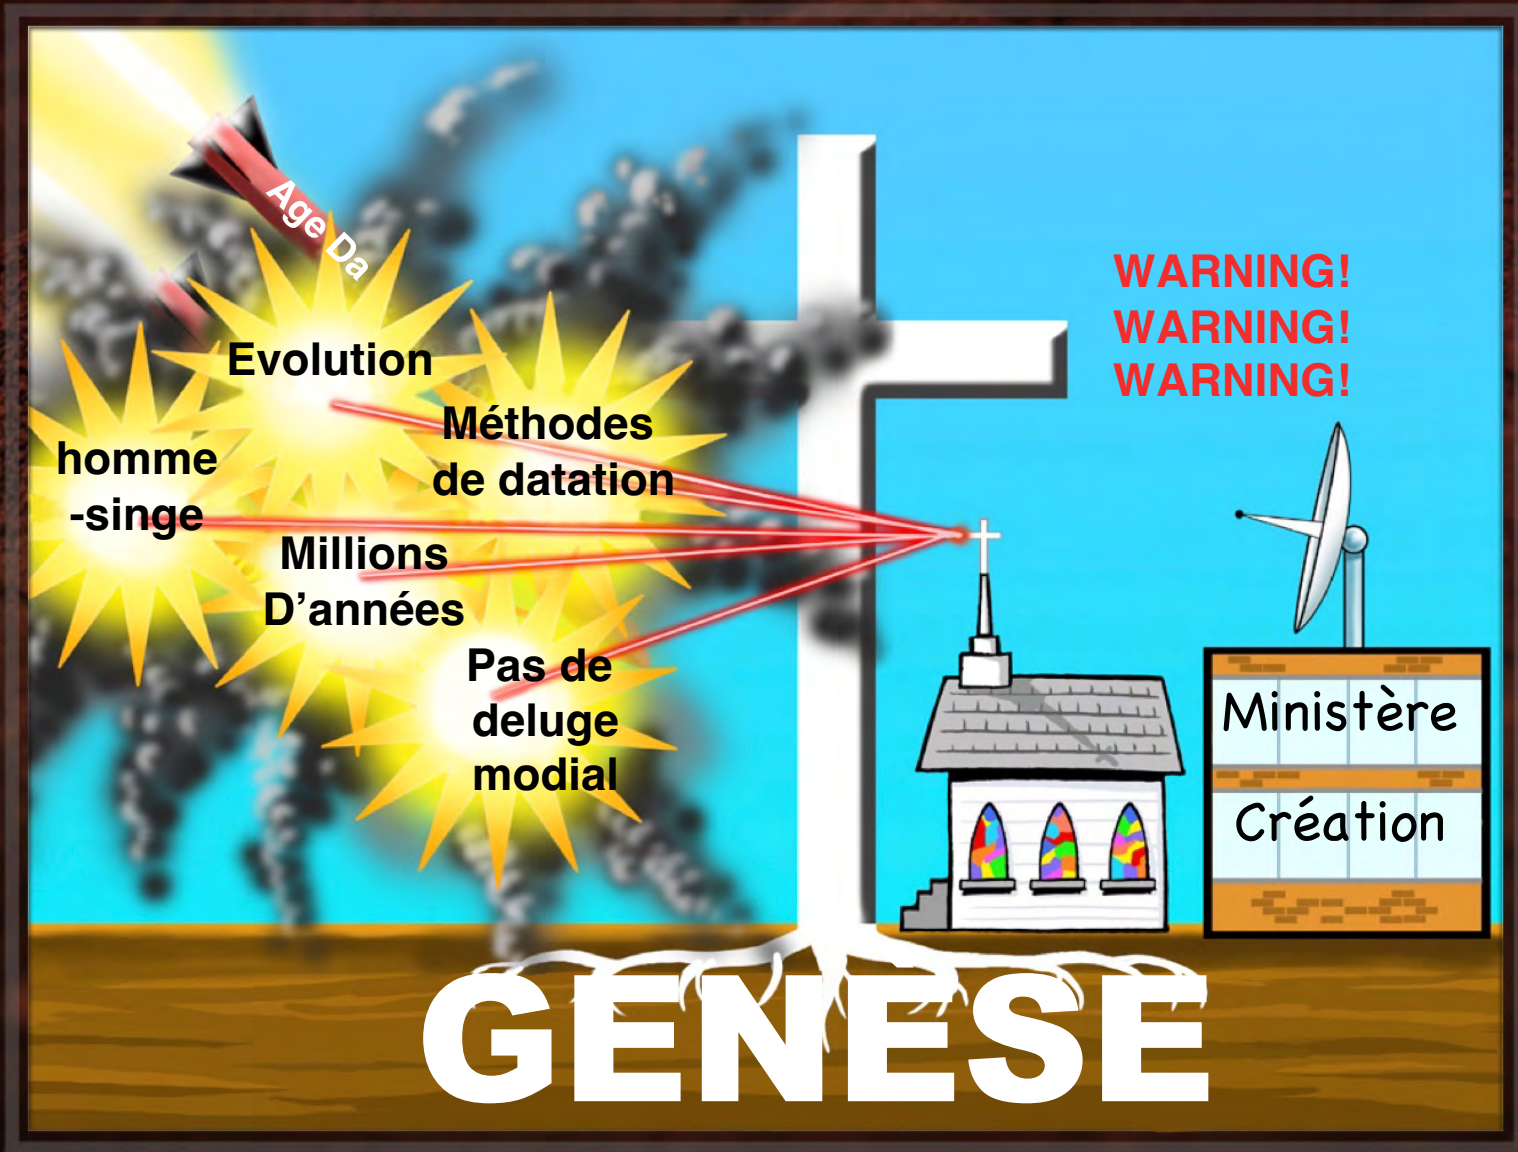 Age Da
WARNING!
WARNING!
WARNING!
Evolution
Méthodes
de datation
homme
-singe
Millions
D'années
Pas de
deluge
modial
Ministère
Création
GENÈSE